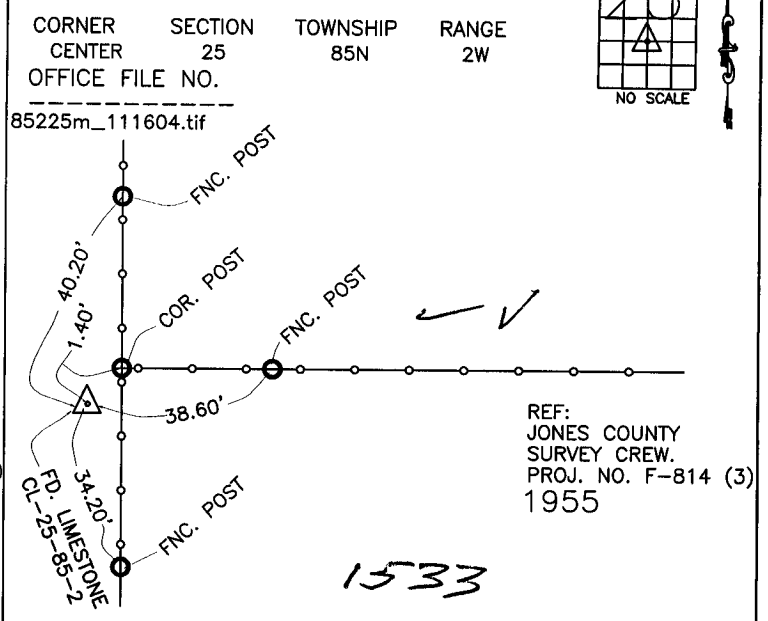 CORNER SECTION TOWNSHIP RANGE
CENTER 25 85N 2W
OFFICE FILE NO.
85225m_111604.tif
NO SCALE
FNC. POST
40.20'
COR. POST
1.40'
FNC. POST
38.60'
REF:
JONES COUNTY
SURVEY CREW.
PROJ. NO. F-814 (3)
1955
34.20'
FD. LIMESTONE
CL-25-85-2
FNC. POST
1533